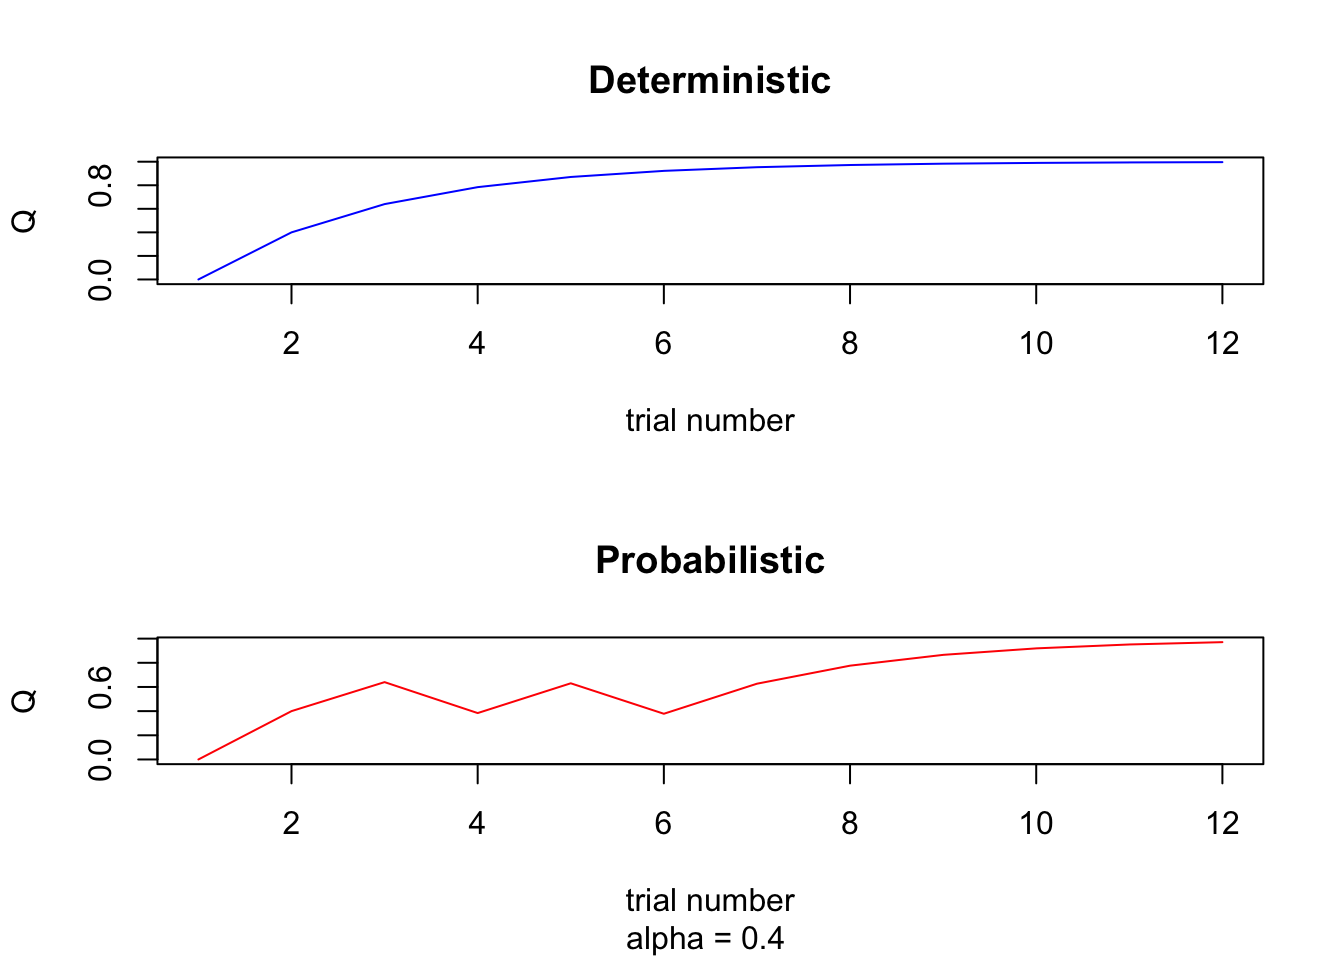 Deterministic
Q
0.8
0.0
2 4 6 8 10 12
trial number
Probabilistic
Q
0.6
0.0
2 4 6 8 10 12
trial number
alpha = 0.4